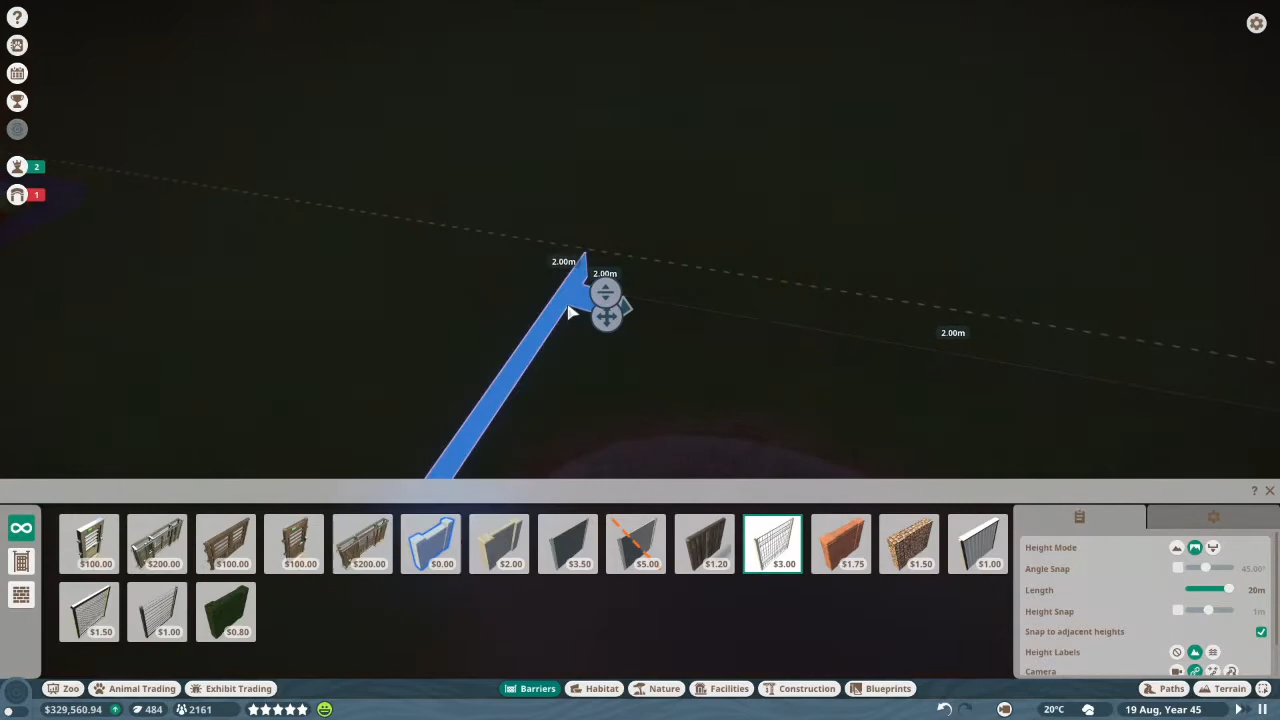 ?
2
1
2.00m
2.00m
2.00m
?
$100.00
$200.00
$100.00
$100.00
$200.00
$0.00
$2.00
$3.50
$5.00
$1.20
$3.00
$1.75
$1.50
$1.00
$1.50
$1.00
$0.80
Height Mode
Angle Snap 45.00°
Length 20m
Height Snap 1m
Snap to adjacent heights
Height Labels
Camera
Zoo
Animal Trading
Exhibit Trading
Barriers
Habitat
Nature
Facilities
Construction
Blueprints
Paths
Terrain
$329,560.94
484
2161
20°C
19 Aug, Year 45